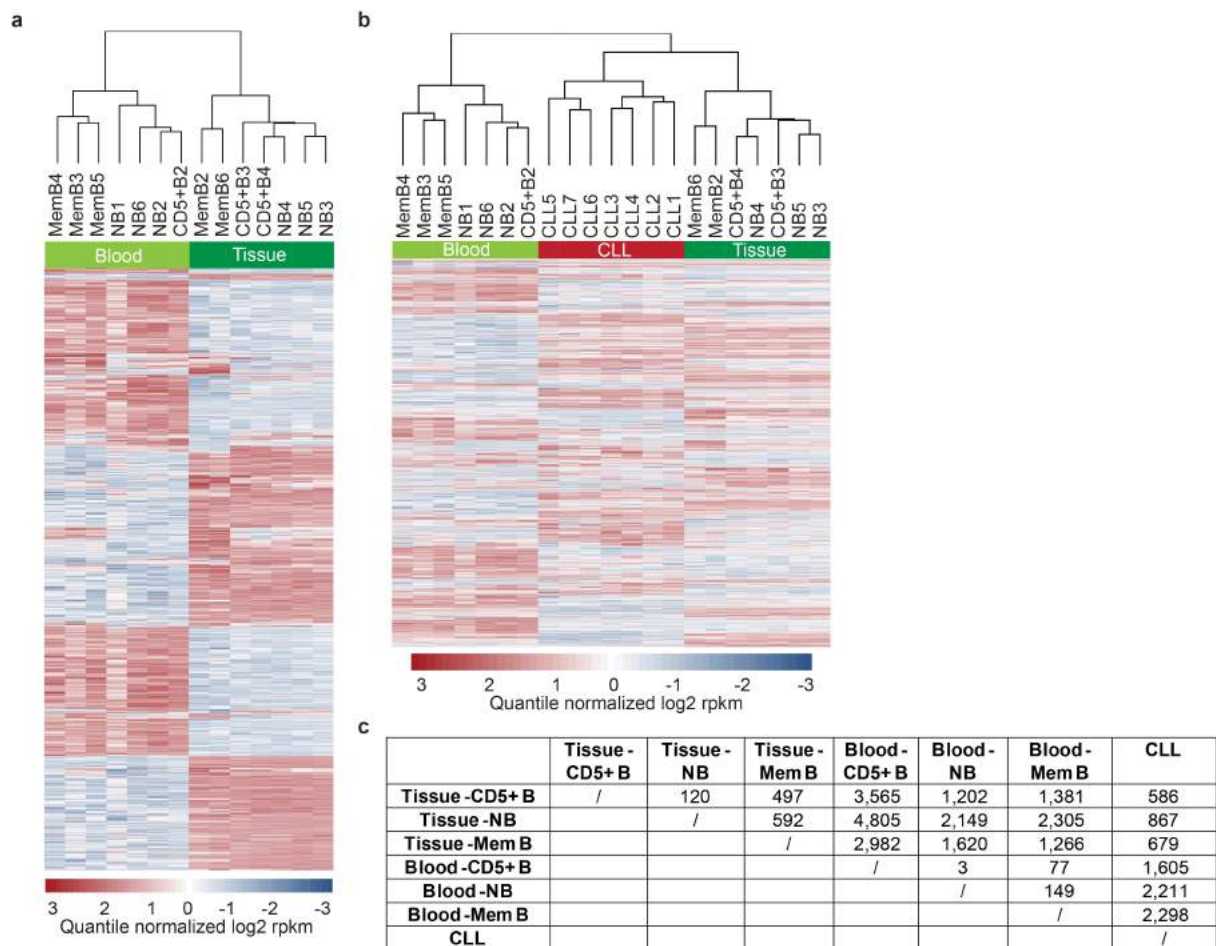 a
b
MemB4 MemB3 MemB5 NB1 NB6 NB2 CD5+B2 MemB2 MemB6 CD5+B3 CD5+B4 NB4 NB5 NB3
Blood Tissue
3 2 1 0 -1 -2 -3
Quantile normalized log2 rpkm
MemB4 MemB3 MemB5 NB1 NB6 NB2 CD5+B2 CLL5 CLL7 CLL6 CLL3 CLL4 CLL2 CLL1 MemB6 MemB2 CD5+B4 NB4 CD5+B3 NB5 NB3
Blood CLL Tissue
3 2 1 0 -1 -2 -3
Quantile normalized log2 rpkm
c
Tissue - CD5+ B Tissue - NB Tissue - Mem B Blood - CD5+ B Blood - NB Blood - Mem B CLL
Tissue -CD5+ B / 120 497 3,565 1,202 1,381 586
Tissue -NB / 592 4,805 2,149 2,305 867
Tissue -Mem B / 2,982 1,620 1,266 679
Blood -CD5+ B / 3 77 1,605
Blood -NB / 149 2,211
Blood -Mem B / 2,298
CLL /